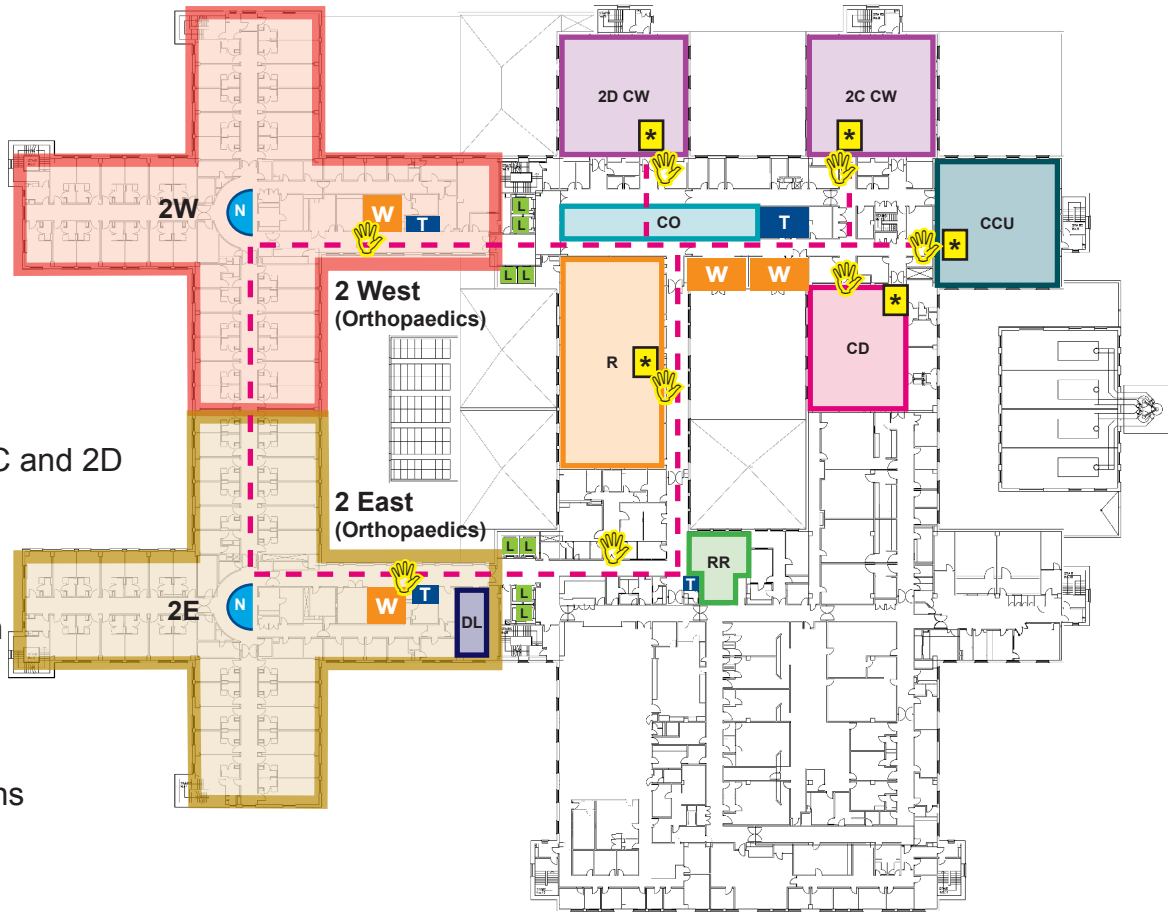 2D CW
2C CW
*
*
2W
N
W
T
L
L
CO
T
CCU
*
L L
W
W
2 West
(Orthopaedics)
*
R
*
CD
C and 2D
2 East
(Orthopaedics)
L L
RR
T
2E
N
W
T
DL
L
L
ns